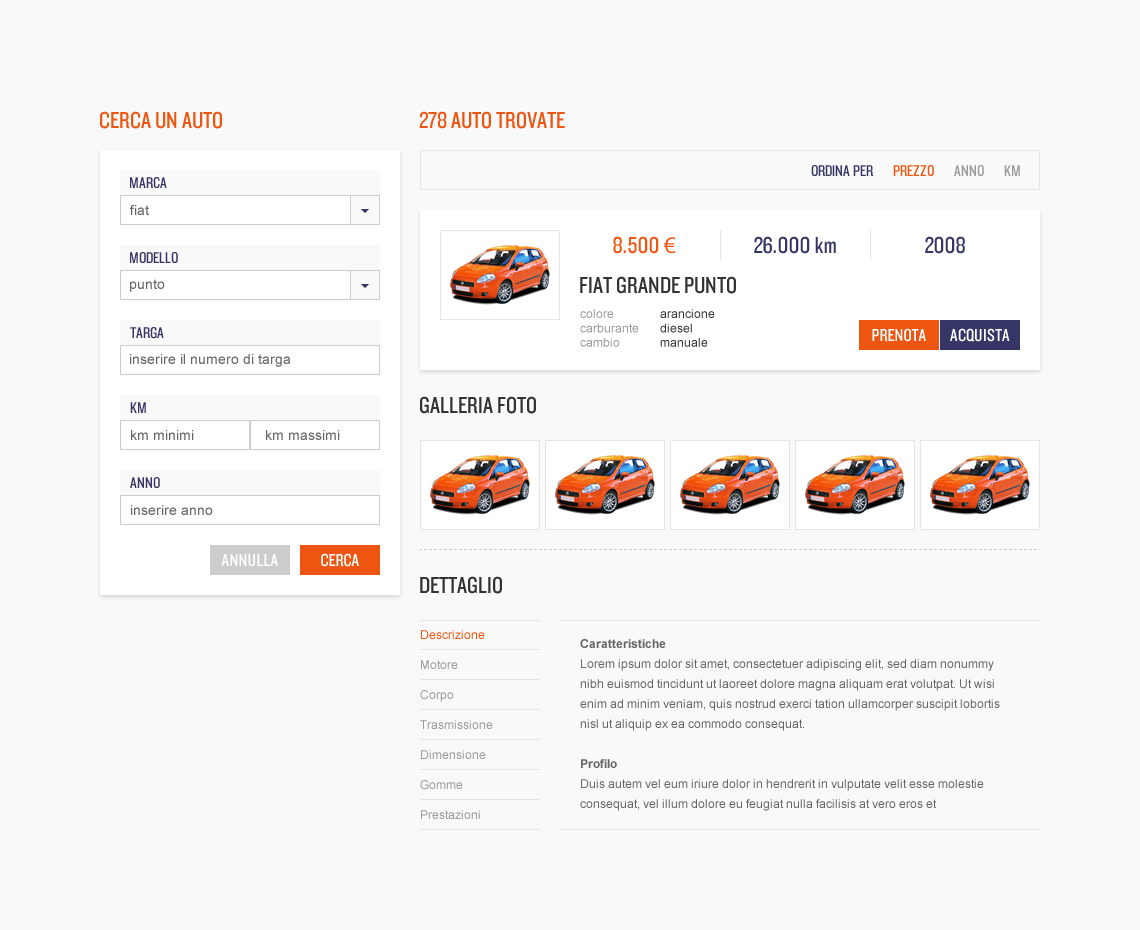 CERCA UN AUTO
MARCA
fiat
MODELLO
punto
TARGA
inserire il numero di targa
KM
km minimi km massimi
ANNO
inserire anno
ANNULLA CERCA
278 AUTO TROVATE
ORDINA PER PREZZO ANNO KM
8.500 € 26.000 km 2008
FIAT GRANDE PUNTO
colore arancione
carburante diesel
cambio manuale
PRENOTA ACQUISTA
GALLERIA FOTO
DETTAGLIO
Descrizione
Motore
Corpo
Trasmissione
Dimensione
Gomme
Prestazioni
Caratteristiche
Lorem ipsum dolor sit amet, consectetuer adipiscing elit, sed diam nonummy
nibh euismod tincidunt ut laoreet dolore magna aliquam erat volutpat. Ut wisi
enim ad minim veniam, quis nostrud exerci tation ullamcorper suscipit lobortis
nisl ut aliquip ex ea commodo consequat.
Profilo
Duis autem vel eum iriure dolor in hendrerit in vulputate velit esse molestie
consequat, vel illum dolore eu feugiat nulla facilisis at vero eros et